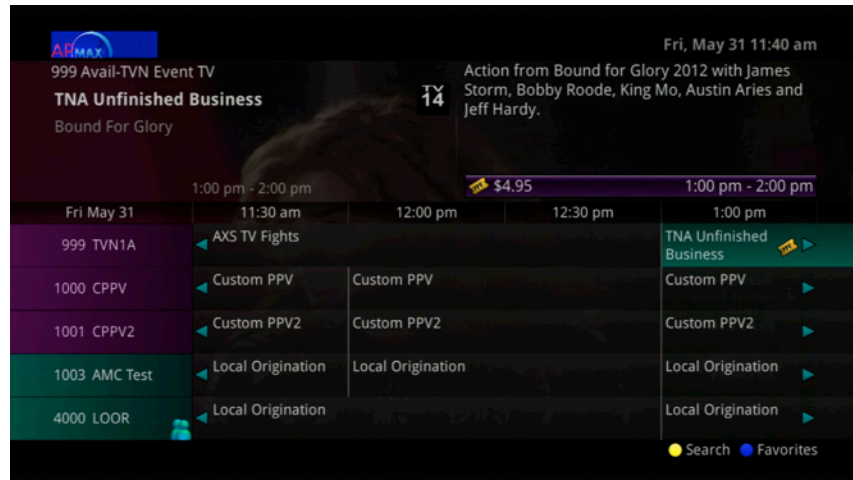 ARMAX
Fri, May 31 11:40 am
999 Avail-TVN Event TV
TNA Unfinished Business
TV
14
Bound For Glory
Action from Bound for Glory 2012 with James
Storm, Bobby Roode, King Mo, Austin Aries and
Jeff Hardy.
1:00 pm - 2:00 pm
PPV $4.95 1:00 pm - 2:00 pm
Fri May 31 11:30 am 12:00 pm 12:30 pm 1:00 pm
999 TVN1A AXS TV Fights TNA Unfinished
Business
1000 CPPV Custom PPV Custom PPV Custom PPV
1001 CPPV2 Custom PPV2 Custom PPV2 Custom PPV2
1003 AMC Test Local Origination Local Origination Local Origination
4000 LOOR Local Origination Local Origination
Search Favorites